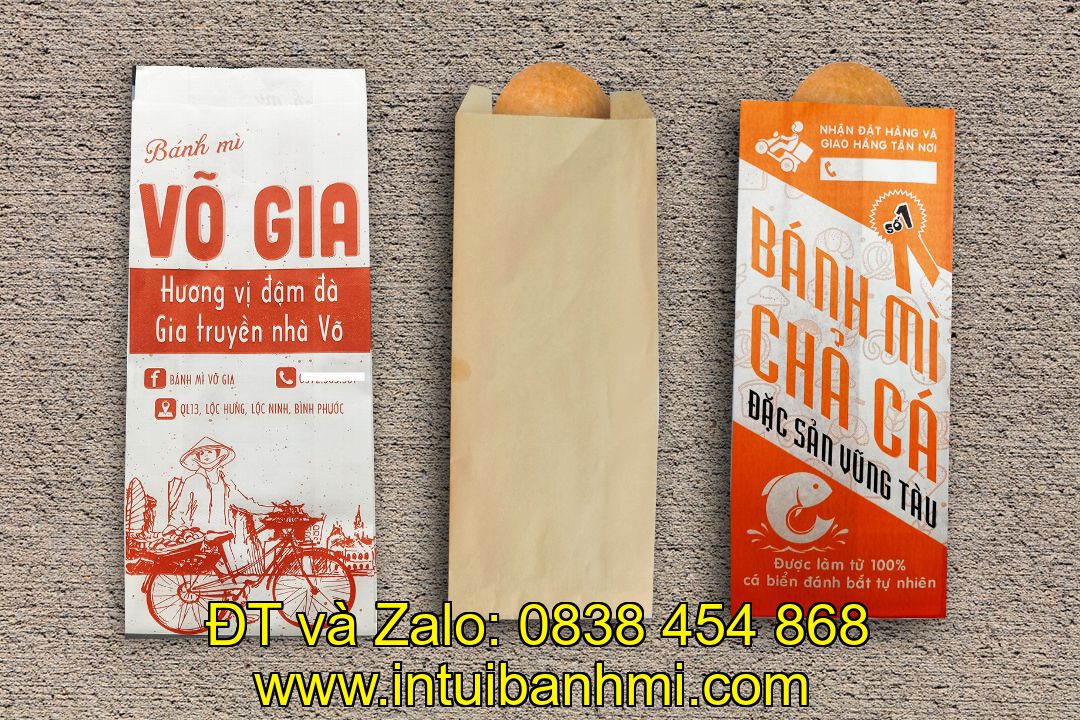 Bánh mì
VÕ GIA
Hương vị đậm đà
Gia truyền nhà Võ
BÁNH MÌ VÕ GIA
QL13, LỘC HƯNG, LỘC NINH, BÌNH PHƯỚC
NHẬN ĐẶT HÀNG VÀ
GIAO HÀNG TẬN NƠI
SỐ 1
BÁNH MÌ
CHẢ CÁ
ĐẶC SẢN VŨNG TÀU
Được làm từ 100%
cá biển đánh bắt tự nhiên
ĐT và Zalo: 0838 454 868
www.intuibanhmi.com